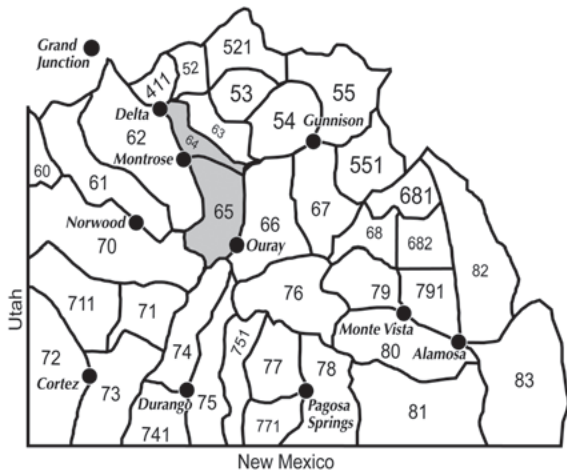 Grand
Junction
521
52
411
53
55
Delta
54
Gunnison
63
62
64
Montrose
551
60
61
681
65
66
67
Norwood
68
682
70
Ouray
82
76
79
791
711
71
Monte Vista
Utah
751
74
77
78
80
Alamosa
72
Cortez
73
83
Durango
75
Pagosa
Springs
81
741
771
New Mexico